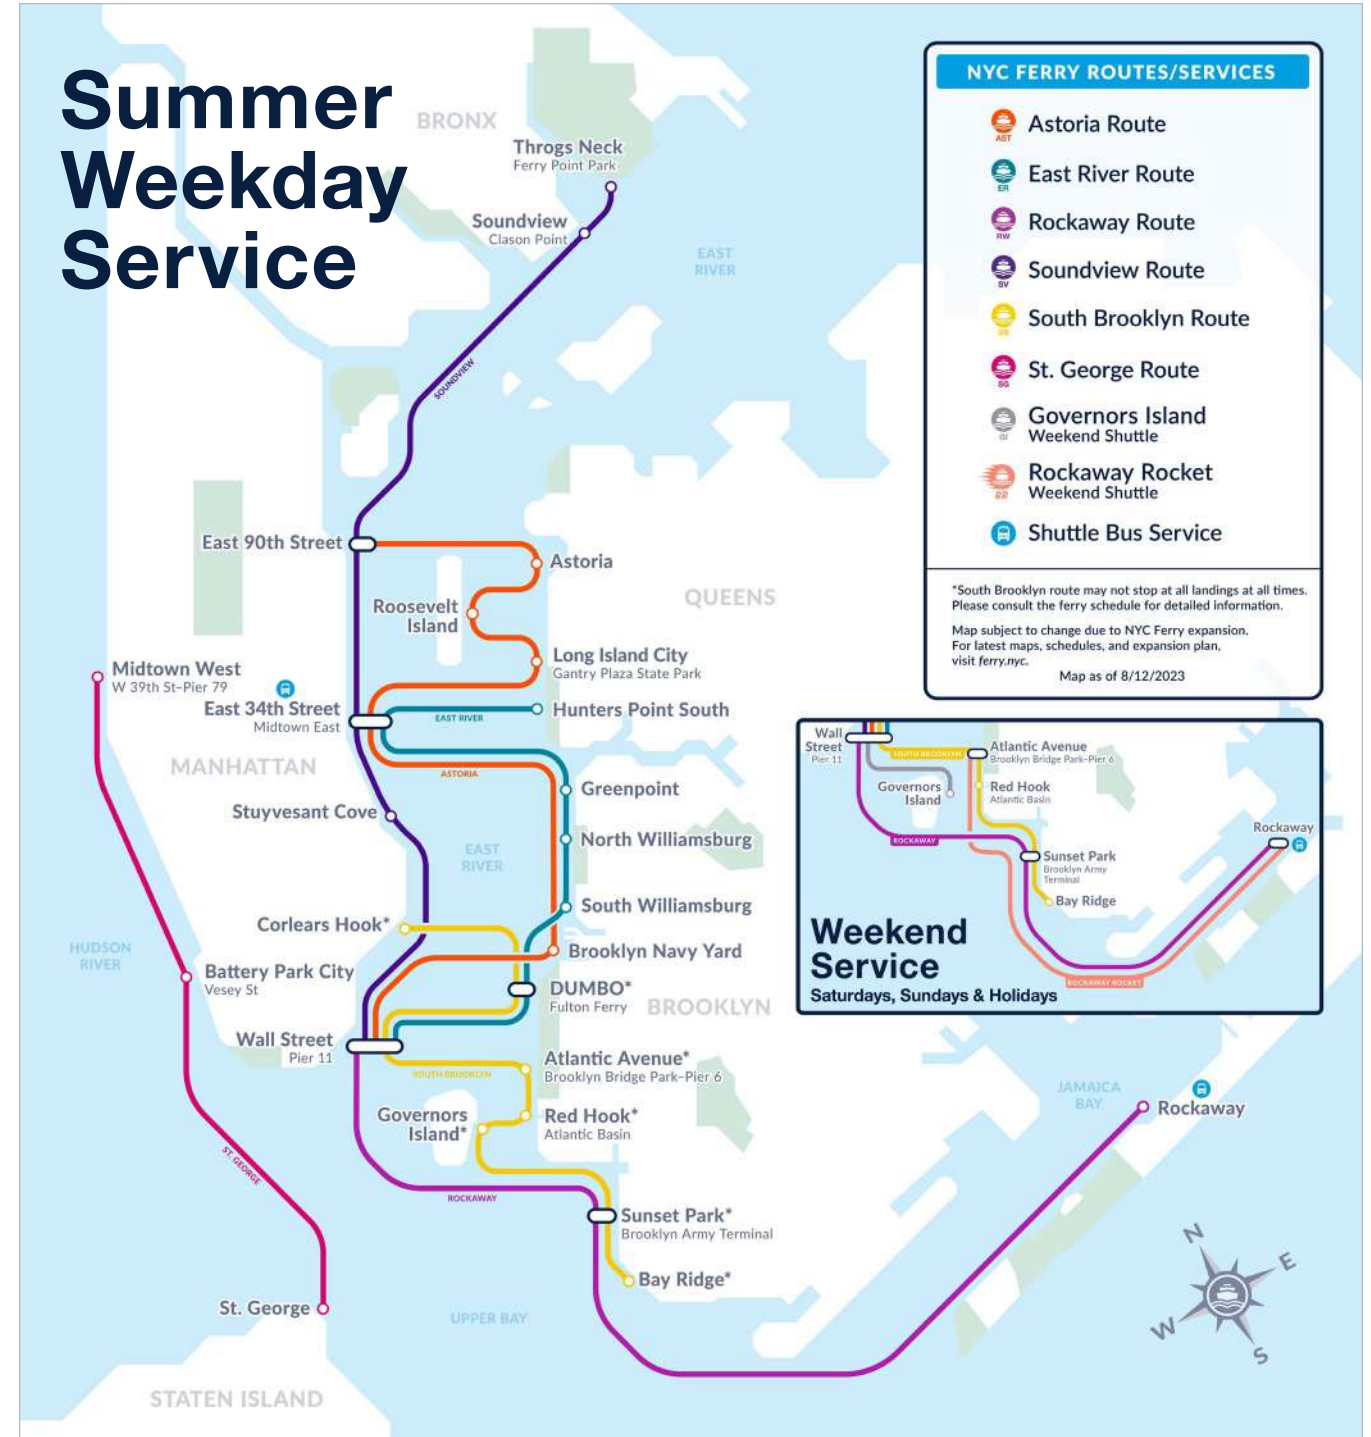 Summer
Weekday
Service
BRONX
Throgs Neck
Ferry Point Park
Soundview
Clason Point
EAST
RIVER
SOUNDVIEW
East 90th Street
Astoria
Roosevelt
Island
QUEENS
Long Island City
Gantry Plaza State Park
Midtown West
W 39th St–Pier 79
East 34th Street
Midtown East
EAST RIVER
Hunters Point South
MANHATTAN
ASTORIA
Greenpoint
Stuyvesant Cove
North Williamsburg
EAST
RIVER
South Williamsburg
Corlears Hook*
Brooklyn Navy Yard
HUDSON
RIVER
Battery Park City
Vesey St
DUMBO*
Fulton Ferry
BROOKLYN
Wall Street
Pier 11
SOUTH BROOKLYN
Atlantic Avenue*
Brooklyn Bridge Park–Pier 6
Governors
Island*
Red Hook*
Atlantic Basin
ST. GEORGE
ROCKAWAY
Sunset Park*
Brooklyn Army Terminal
Bay Ridge*
St. George
UPPER BAY
STATEN ISLAND
JAMAICA
BAY
Rockaway
N
E
W
S
NYC FERRY ROUTES/SERVICES
AST
Astoria Route
ER
East River Route
RW
Rockaway Route
SV
Soundview Route
SB
South Brooklyn Route
SG
St. George Route
GI
Governors Island
Weekend Shuttle
RR
Rockaway Rocket
Weekend Shuttle
Shuttle Bus Service
*South Brooklyn route may not stop at all landings at all times.
Please consult the ferry schedule for detailed information.
Map subject to change due to NYC Ferry expansion.
For latest maps, schedules, and expansion plan,
visit ferry.nyc.
Map as of 8/12/2023
Wall
Street
Pier 11
SOUTH BROOKLYN
Atlantic Avenue
Brooklyn Bridge Park–Pier 6
Governors
Island
Red Hook
Atlantic Basin
ROCKAWAY
Rockaway
Sunset Park
Brooklyn Army
Terminal
Bay Ridge
ROCKAWAY ROCKET
Weekend
Service
Saturdays, Sundays & Holidays